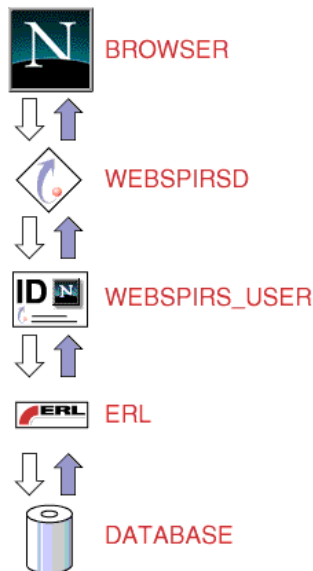 N
BROWSER
WEBSPIRSD
ID N
WEBSPIRS_USER
ERL
ERL
DATABASE